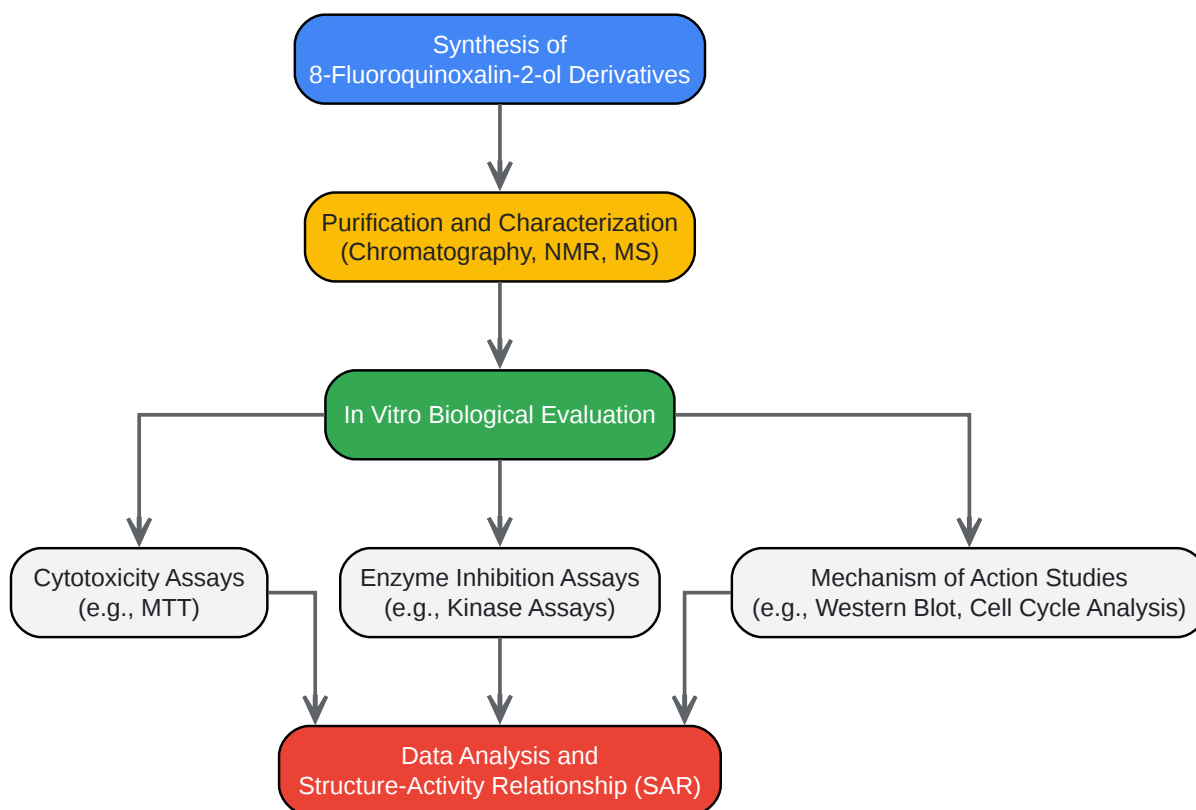 Synthesis of
8-Fluoroquinoxalin-2-ol Derivatives
Purification and Characterization
(Chromatography, NMR, MS)
In Vitro Biological Evaluation
Cytotoxicity Assays
(e.g., MTT)
Enzyme Inhibition Assays
(e.g., Kinase Assays)
Mechanism of Action Studies
(e.g., Western Blot, Cell Cycle Analysis)
Data Analysis and
Structure-Activity Relationship (SAR)